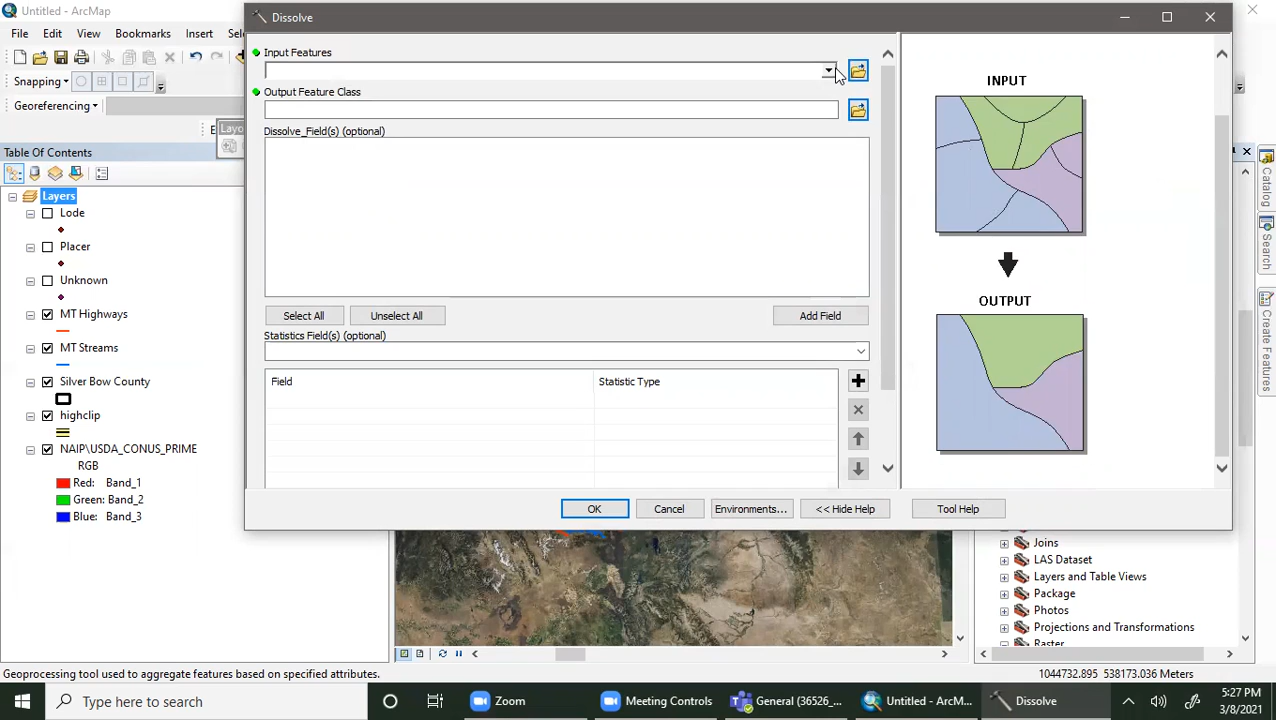 Untitled - ArcMap
Dissolve
File Edit View Bookmarks Insert Sel
Snapping
Georeferencing
Layo
Table Of Contents
Layers
Lode
Placer
Unknown
MT Highways
MT Streams
Silver Bow County
highclip
NAIP\USDA_CONUS_PRIME
RGB
Red: Band_1
Green: Band_2
Blue: Band_3
Input Features
Output Feature Class
Dissolve_Field(s) (optional)
Select All Unselect All Add Field
Statistics Field(s) (optional)
Field Statistic Type
OK Cancel Environments... << Hide Help Tool Help
INPUT
OUTPUT
Catalog
Search
Create Features
Joins
LAS Dataset
Layers and Table Views
Package
Photos
Projections and Transformations
Raster
Geoprocessing tool used to aggregate features based on specified attributes.
1044732.895 538173.036 Meters
Type here to search
Zoom
Meeting Controls
General (36526_...
Untitled - ArcM...
Dissolve
5:27 PM
3/8/2021